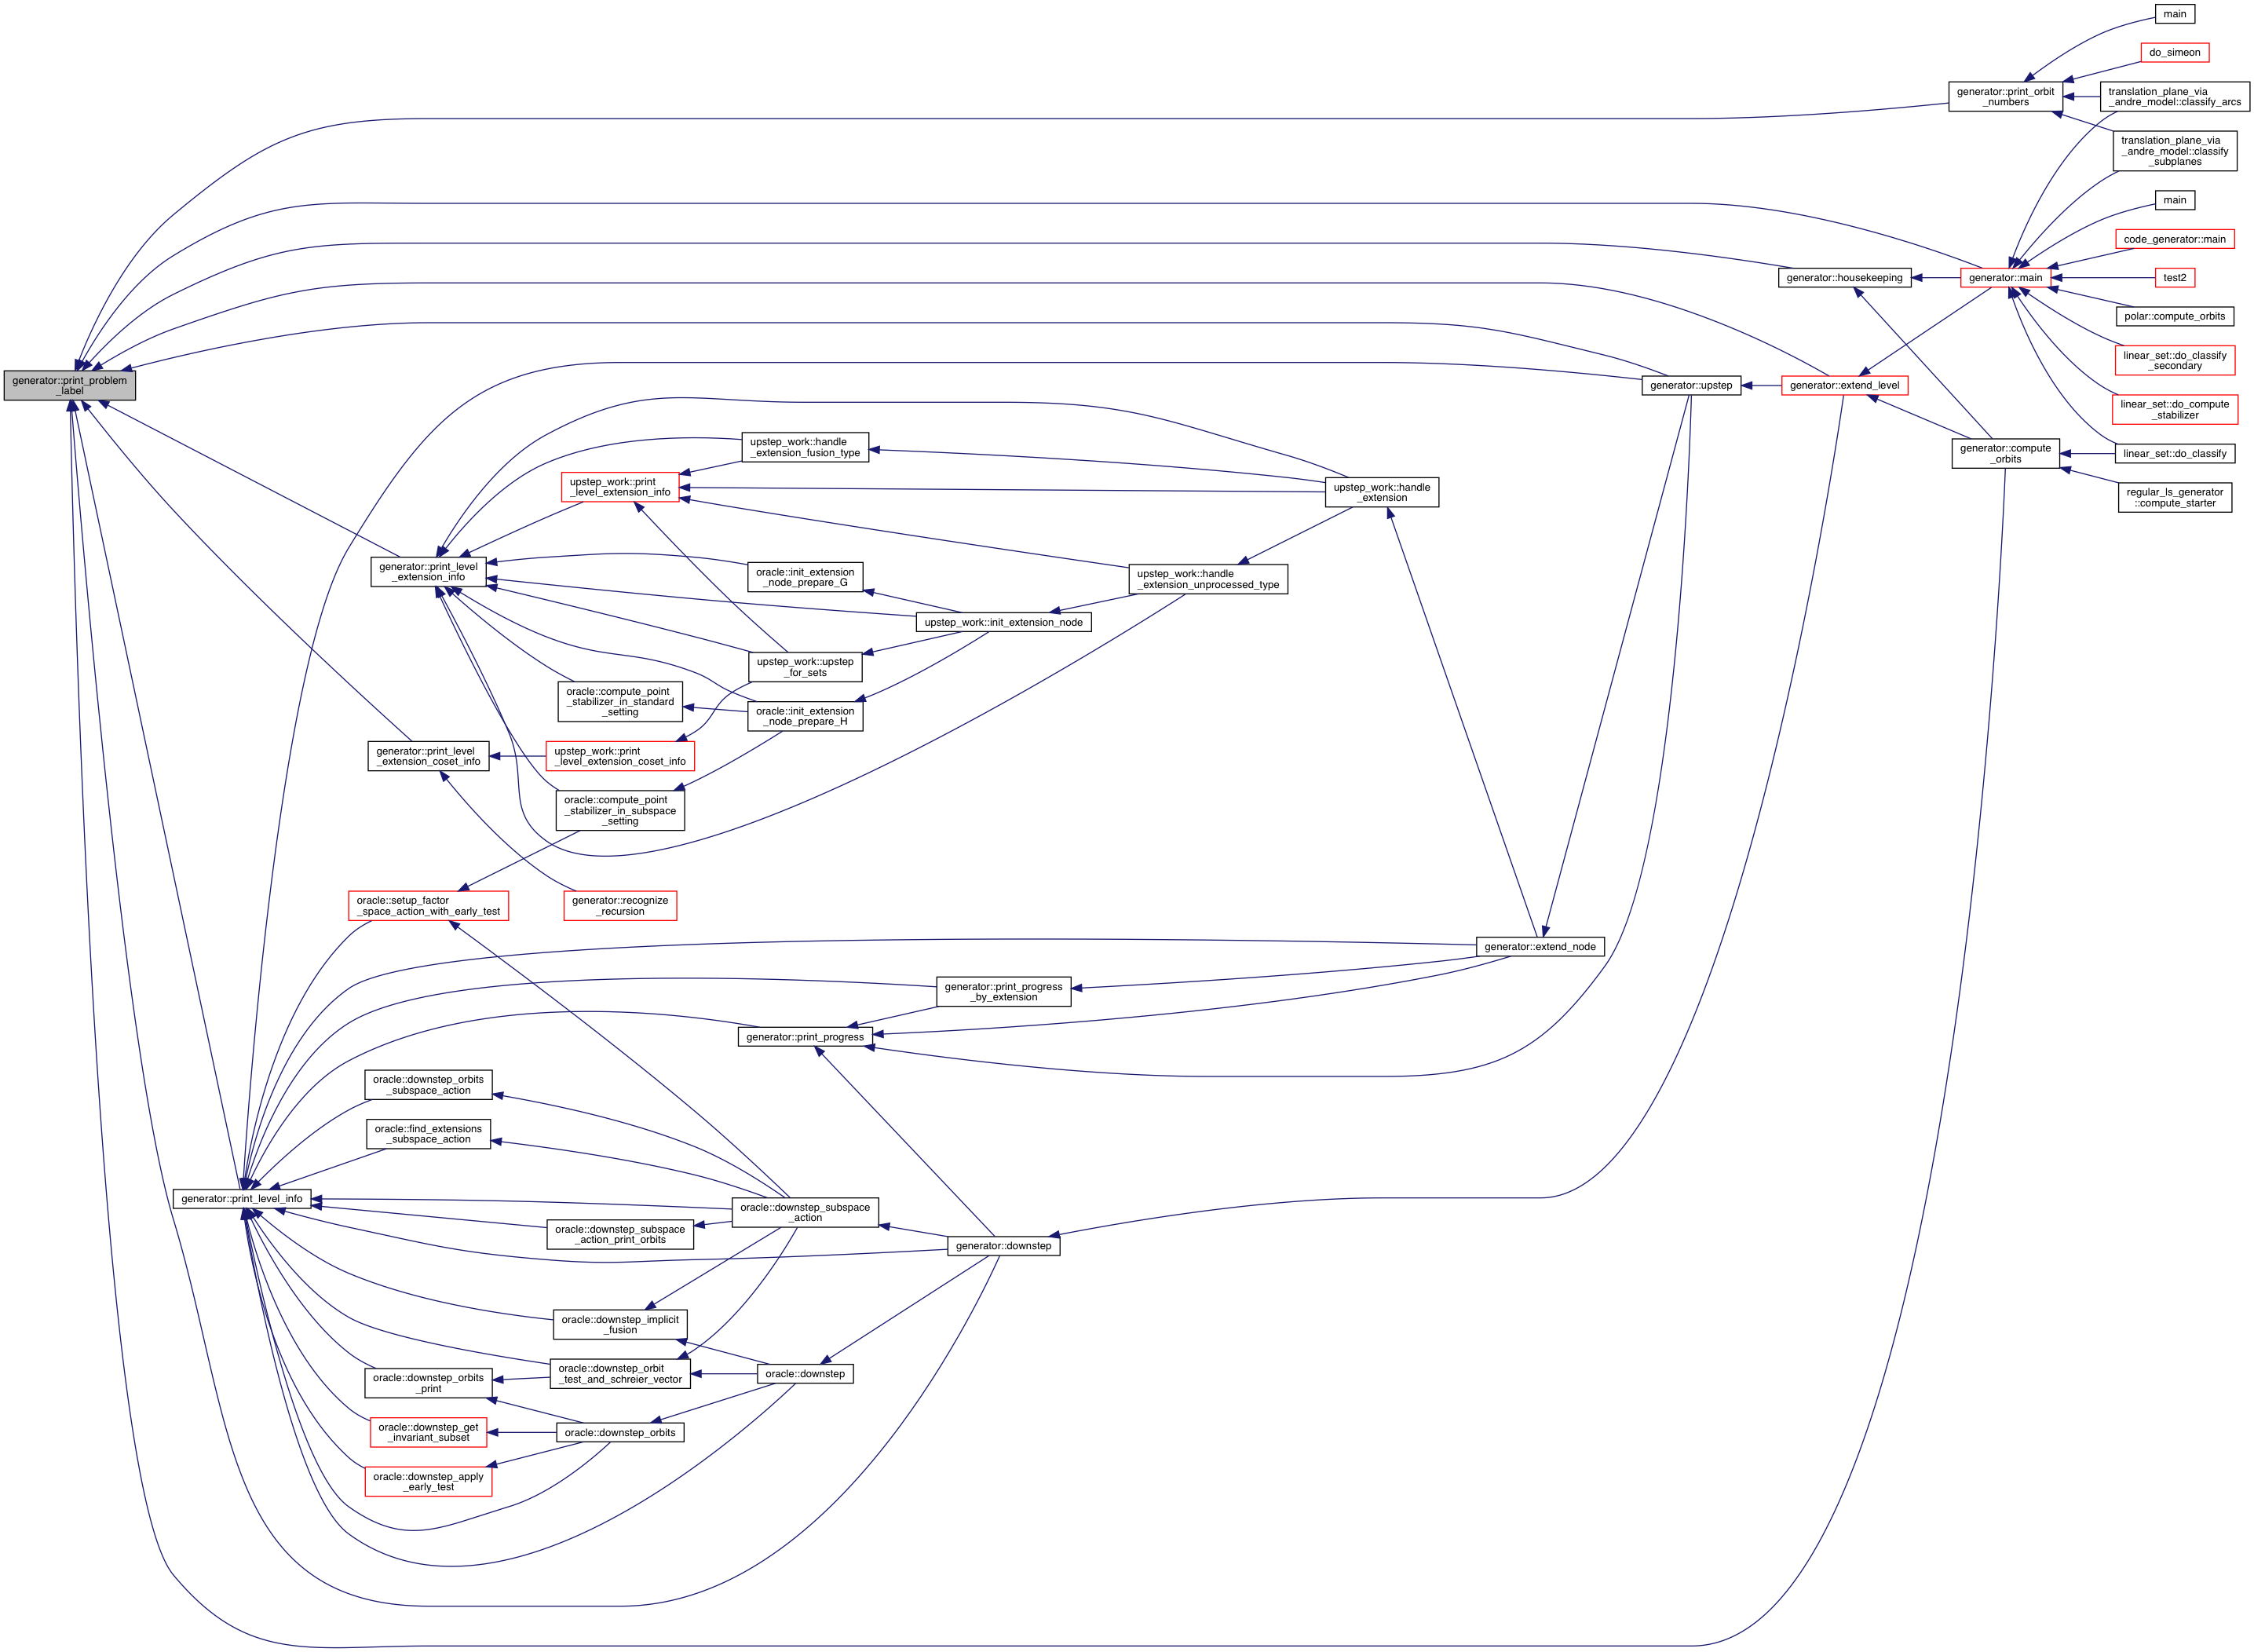 main
do_simeon
generator::print_orbit
_numbers
translation_plane_via
_andre_model::classify_arcs
translation_plane_via
_andre_model::classify
_subplanes
main
code_generator::main
generator::housekeeping
generator::main
test2
polar::compute_orbits
linear_set::do_classify
_secondary
generator::print_problem
_label
generator::upstep
generator::extend_level
linear_set::do_compute
_stabilizer
upstep_work::handle
_extension_fusion_type
generator::compute
_orbits
linear_set::do_classify
upstep_work::print
_level_extension_info
upstep_work::handle
_extension
regular_ls_generator
::compute_starter
generator::print_level
_extension_info
oracle::init_extension
_node_prepare_G
upstep_work::handle
_extension_unprocessed_type
upstep_work::init_extension_node
upstep_work::upstep
_for_sets
oracle::compute_point
_stabilizer_in_standard
_setting
oracle::init_extension
_node_prepare_H
generator::print_level
_extension_coset_info
upstep_work::print
_level_extension_coset_info
oracle::compute_point
_stabilizer_in_subspace
_setting
oracle::setup_factor
_space_action_with_early_test
generator::recognize
_recursion
generator::extend_node
generator::print_progress
_by_extension
generator::print_progress
oracle::downstep_orbits
_subspace_action
oracle::find_extensions
_subspace_action
generator::print_level_info
oracle::downstep_subspace
_action
oracle::downstep_subspace
_action_print_orbits
generator::downstep
oracle::downstep_implicit
_fusion
oracle::downstep_orbit
_test_and_schreier_vector
oracle::downstep
oracle::downstep_orbits
_print
oracle::downstep_get
_invariant_subset
oracle::downstep_orbits
oracle::downstep_apply
_early_test